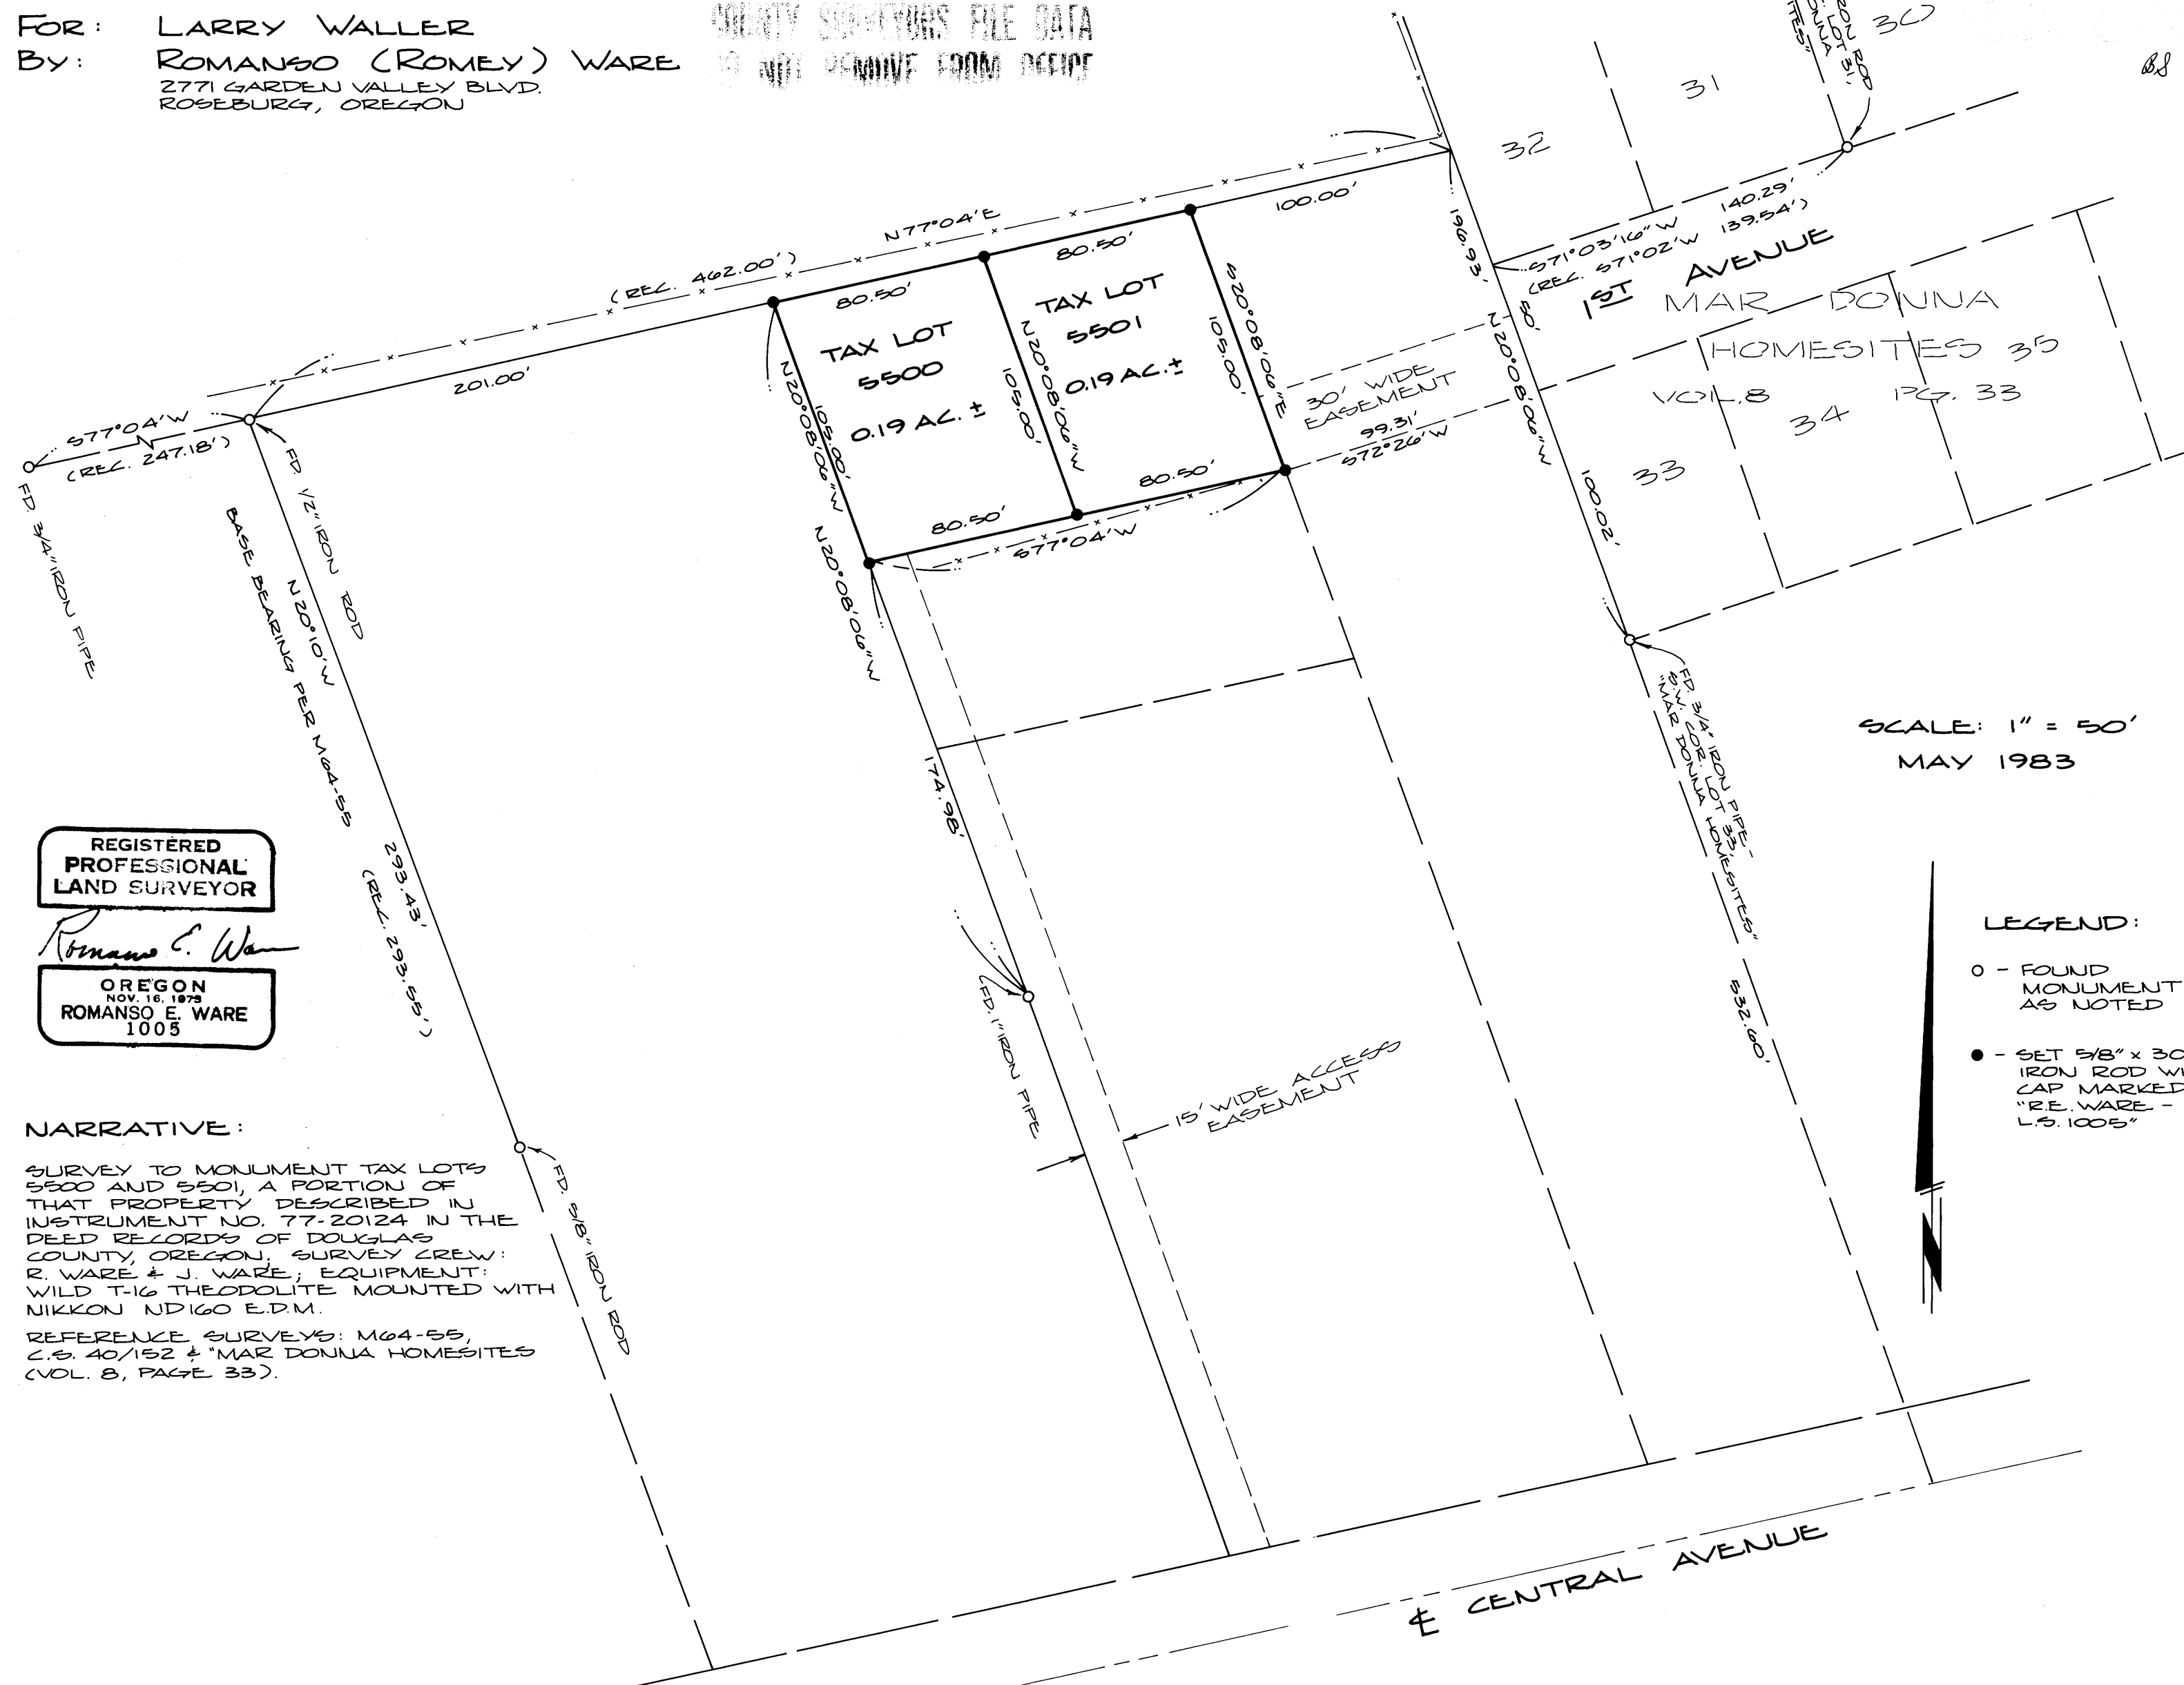 FOR: LARRY WALLER
BY: ROMANSO (ROMEY) WARE
2771 GARDEN VALLEY BLVD.
ROSEBURG, OREGON
COUNTY SURVEYORS FILE DATA
NOT REMOVE FROM OFFICE
30
31
32
IRON ROD
LOT 31,
BS
N77°04'E
(REC. 462.00')
100.00'
80.50'
80.50'
201.00'
S77°04'W
(REC. 247.18')
FD. 3/4" IRON PIPE
FD. 1/2" IRON ROD
TAX LOT
5500
0.19 AC. ±
TAX LOT
5501
0.19 AC. ±
N20°08'06"W
105.00'
N20°08'06"W
105.00'
S20°08'06"E
105.00'
80.50'
80.50'
S77°04'W
N20°08'06"W
196.93'
50'
N20°08'06"W
100.02'
S71°03'16"W 140.29'
(REC. S71°02'W 139.54')
1ST AVENUE
MAR DONNA
HOMESITES 35
VOL. 8 PG. 33
34
33
30' WIDE
EASEMENT
99.31'
S72°26'W
BASE BEARING PER M64-55
N20°10'W
293.43'
(REC. 293.55')
174.98'
FD. 1" IRON PIPE
FD. 3/4" IRON PIPE -
S.W. COR. LOT 33,
"MAR DONNA HOMESITES"
532.60'
SCALE: 1" = 50'
MAY 1983
REGISTERED
PROFESSIONAL
LAND SURVEYOR
Romanso E. Ware
OREGON
NOV. 16, 1973
ROMANSO E. WARE
1005
LEGEND:
○ - FOUND
MONUMENT
AS NOTED
● - SET 5/8" x 30
IRON ROD WI
CAP MARKED
"R.E. WARE -
L.S. 1005"
15' WIDE ACCESS
EASEMENT
FD. 5/8" IRON ROD
NARRATIVE:
SURVEY TO MONUMENT TAX LOTS
5500 AND 5501, A PORTION OF
THAT PROPERTY DESCRIBED IN
INSTRUMENT NO. 77-20124 IN THE
DEED RECORDS OF DOUGLAS
COUNTY, OREGON, SURVEY CREW:
R. WARE & J. WARE; EQUIPMENT:
WILD T-16 THEODOLITE MOUNTED WITH
NIKKON ND160 E.D.M.
REFERENCE SURVEYS: M64-55,
C.S. 40/152 & "MAR DONNA HOMESITES
(VOL. 8, PAGE 33).
N
℄ CENTRAL AVENUE